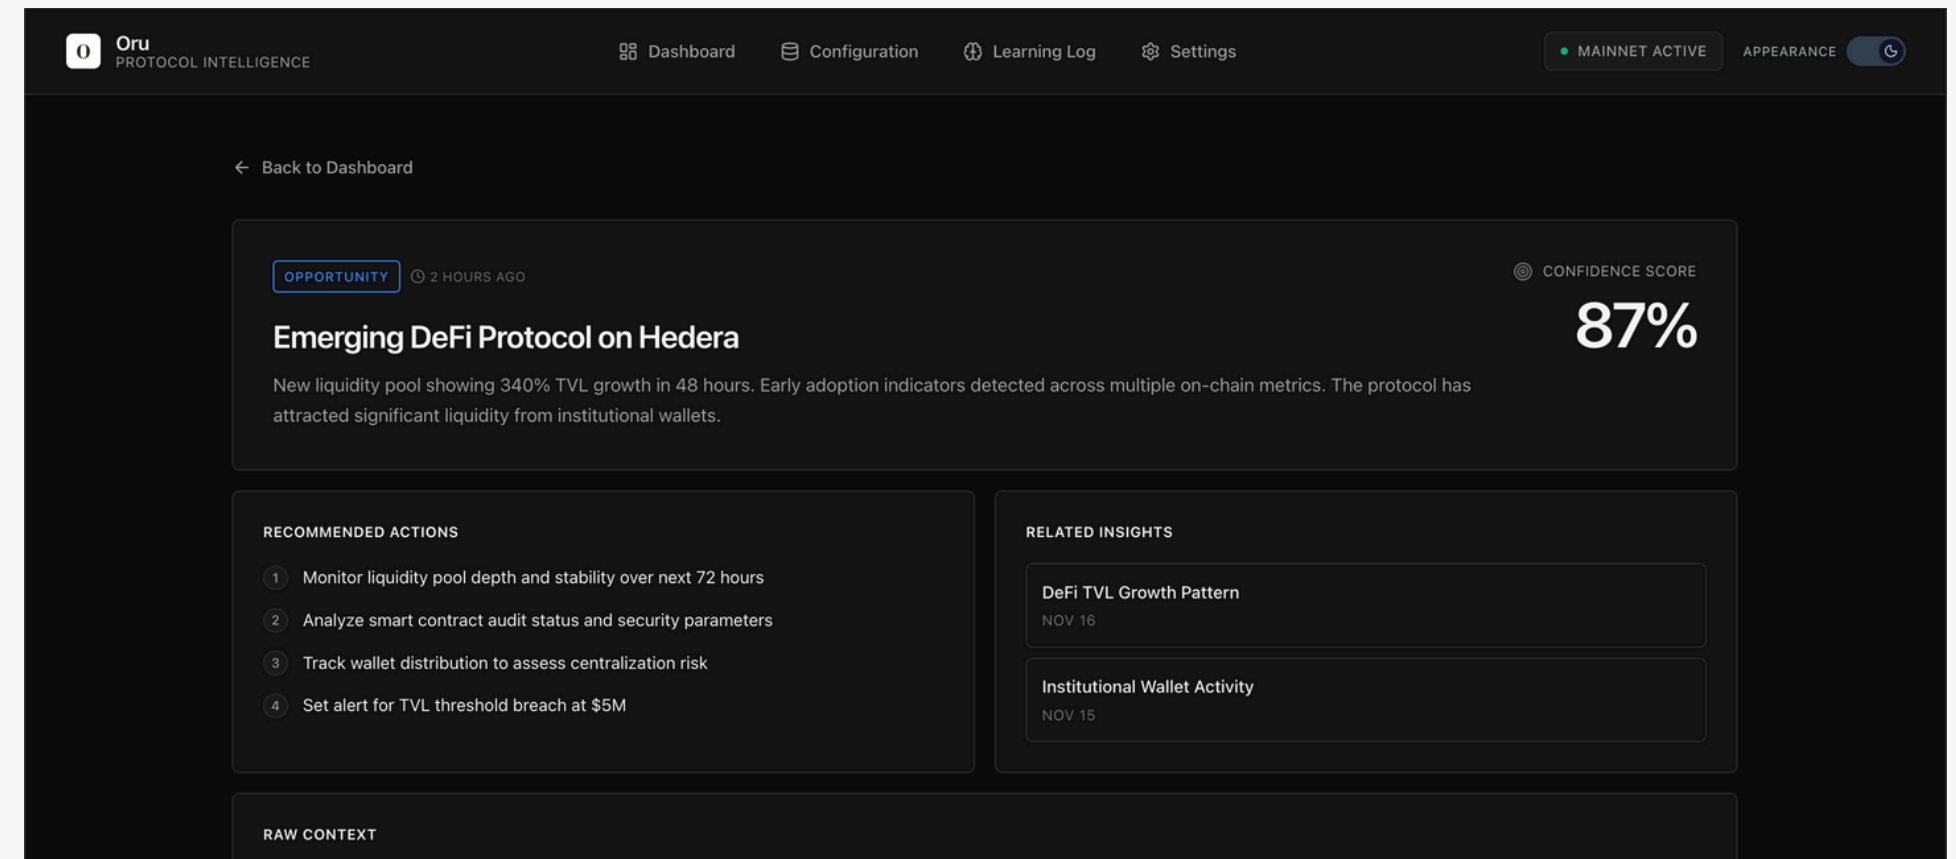 O
Oru
PROTOCOL INTELLIGENCE
Dashboard
Configuration
Learning Log
Settings
MAINNET ACTIVE
APPEARANCE
Back to Dashboard
OPPORTUNITY
2 HOURS AGO
CONFIDENCE SCORE
87%
Emerging DeFi Protocol on Hedera
New liquidity pool showing 340% TVL growth in 48 hours. Early adoption indicators detected across multiple on-chain metrics. The protocol has
attracted significant liquidity from institutional wallets.
RECOMMENDED ACTIONS
1 Monitor liquidity pool depth and stability over next 72 hours
2 Analyze smart contract audit status and security parameters
3 Track wallet distribution to assess centralization risk
4 Set alert for TVL threshold breach at $5M
RELATED INSIGHTS
DeFi TVL Growth Pattern
NOV 16
Institutional Wallet Activity
NOV 15
RAW CONTEXT